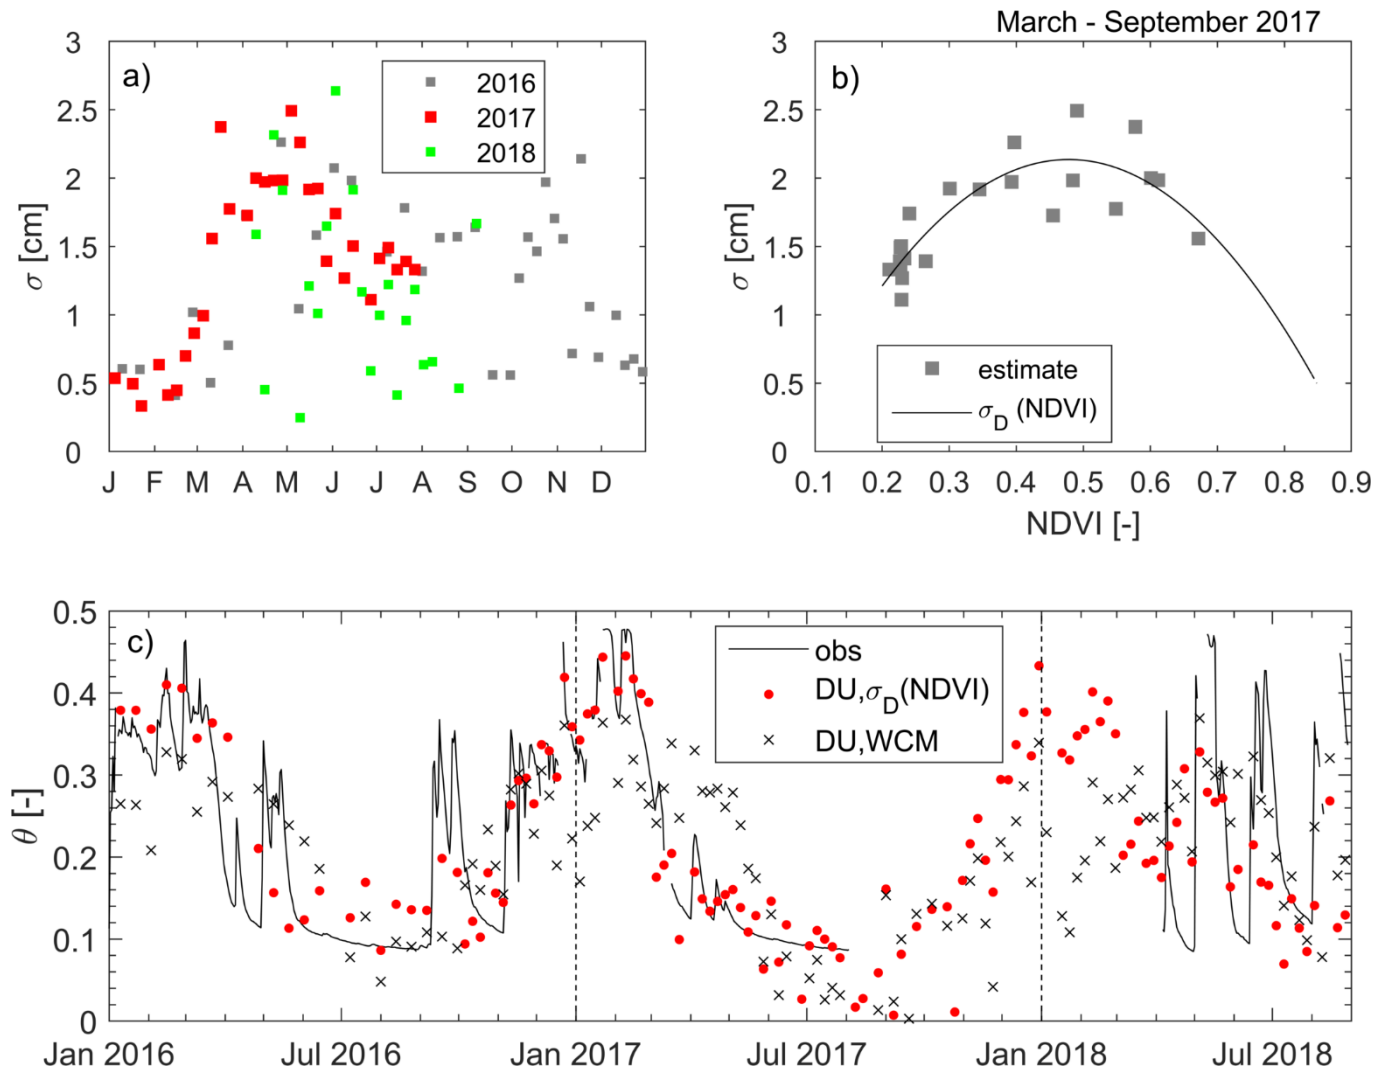 March - September 2017
a)
3
2.5
2
1.5
1
0.5
0
σ [cm]
J F M A M J J A S O N D
2016
2017
2018
b)
3
2.5
2
1.5
1
0.5
0
σ [cm]
0.1 0.2 0.3 0.4 0.5 0.6 0.7 0.8 0.9
NDVI [-]
estimate
σD (NDVI)
c)
0.5
0.4
0.3
0.2
0.1
0
θ [-]
Jan 2016 Jul 2016 Jan 2017 Jul 2017 Jan 2018 Jul 2018
obs
DU,σD(NDVI)
DU,WCM